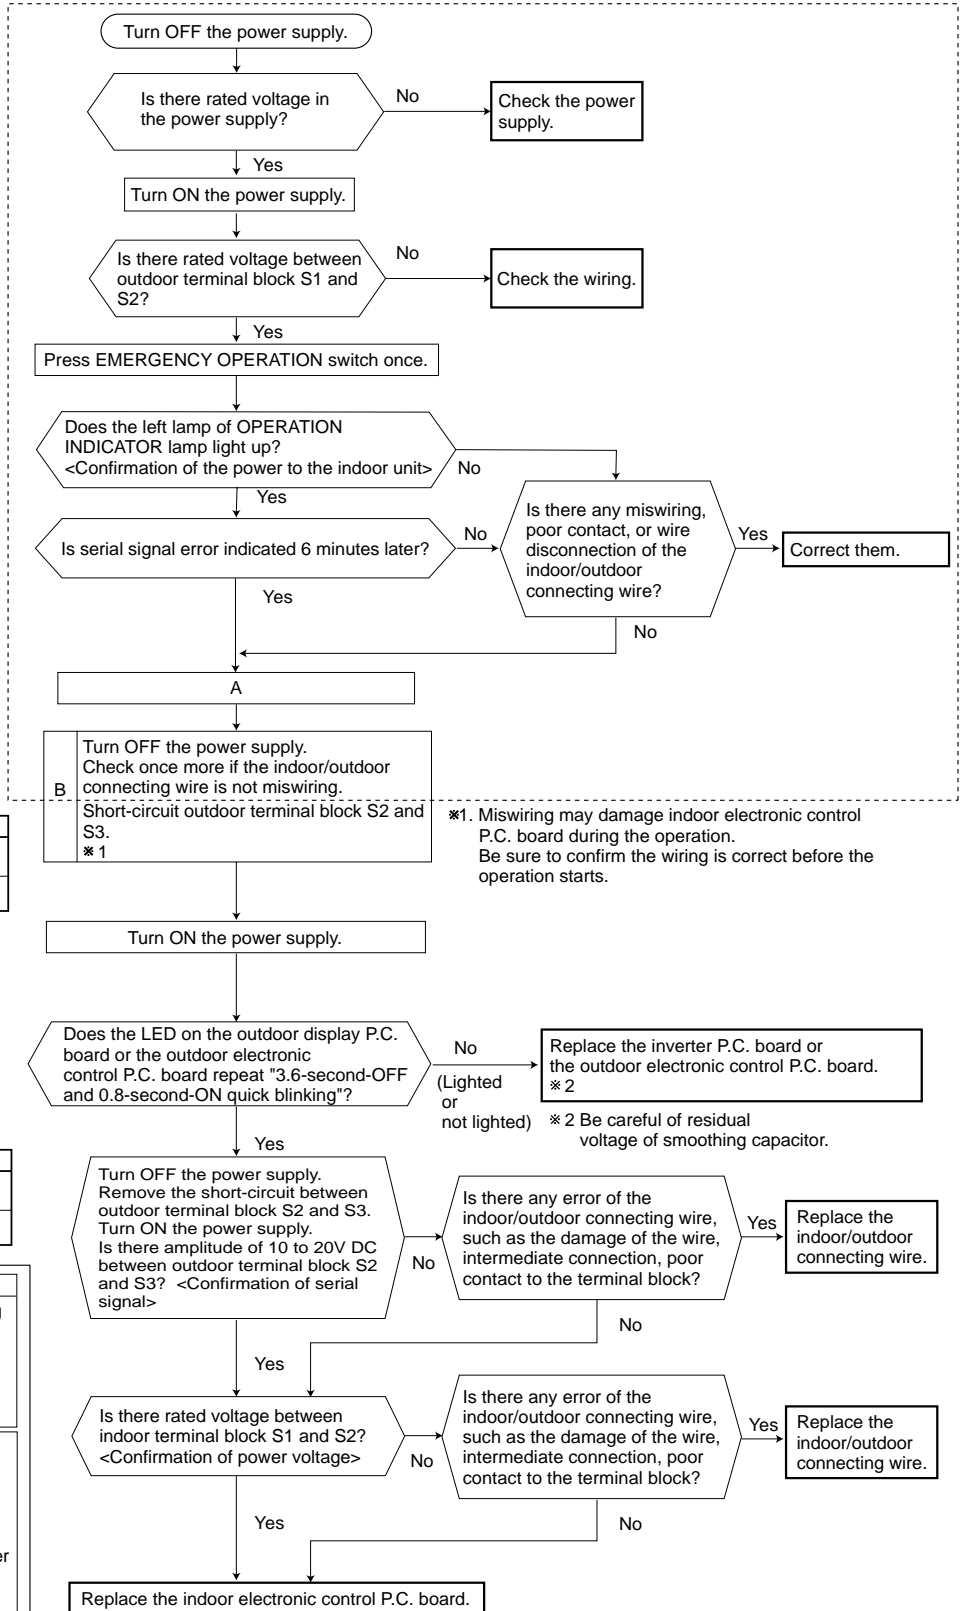 Turn OFF the power supply.
Is there rated voltage in
the power supply?
No
Check the power
supply.
Yes
Turn ON the power supply.
Is there rated voltage between
outdoor terminal block S1 and
S2?
No
Check the wiring.
Yes
Press EMERGENCY OPERATION switch once.
Does the left lamp of OPERATION
INDICATOR lamp light up?
<Confirmation of the power to the indoor unit>
No
Yes
Is serial signal error indicated 6 minutes later?
No
Is there any miswiring,
poor contact, or wire
disconnection of the
indoor/outdoor
connecting wire?
Yes
Correct them.
Yes
No
A
B
Turn OFF the power supply.
Check once more if the indoor/outdoor
connecting wire is not miswiring.
Short-circuit outdoor terminal block S2 and
S3.
※1
※1. Miswiring may damage indoor electronic control
P.C. board during the operation.
Be sure to confirm the wiring is correct before the
operation starts.
Turn ON the power supply.
Does the LED on the outdoor display P.C.
board or the outdoor electronic
control P.C. board repeat "3.6-second-OFF
and 0.8-second-ON quick blinking"?
No
(Lighted
or
not lighted)
Replace the inverter P.C. board or
the outdoor electronic control P.C. board.
※2
※2 Be careful of residual
voltage of smoothing capacitor.
Yes
Turn OFF the power supply.
Remove the short-circuit between
outdoor terminal block S2 and S3.
Turn ON the power supply.
Is there amplitude of 10 to 20V DC
between outdoor terminal block S2
and S3? <Confirmation of serial
signal>
No
Is there any error of the
indoor/outdoor connecting wire,
such as the damage of the wire,
intermediate connection, poor
contact to the terminal block?
Yes
Replace the
indoor/outdoor
connecting wire.
No
Yes
Is there rated voltage between
indoor terminal block S1 and S2?
<Confirmation of power voltage>
No
Is there any error of the
indoor/outdoor connecting wire,
such as the damage of the wire,
intermediate connection, poor
contact to the terminal block?
Yes
Replace the
indoor/outdoor
connecting wire.
Yes
No
Replace the indoor electronic control P.C. board.